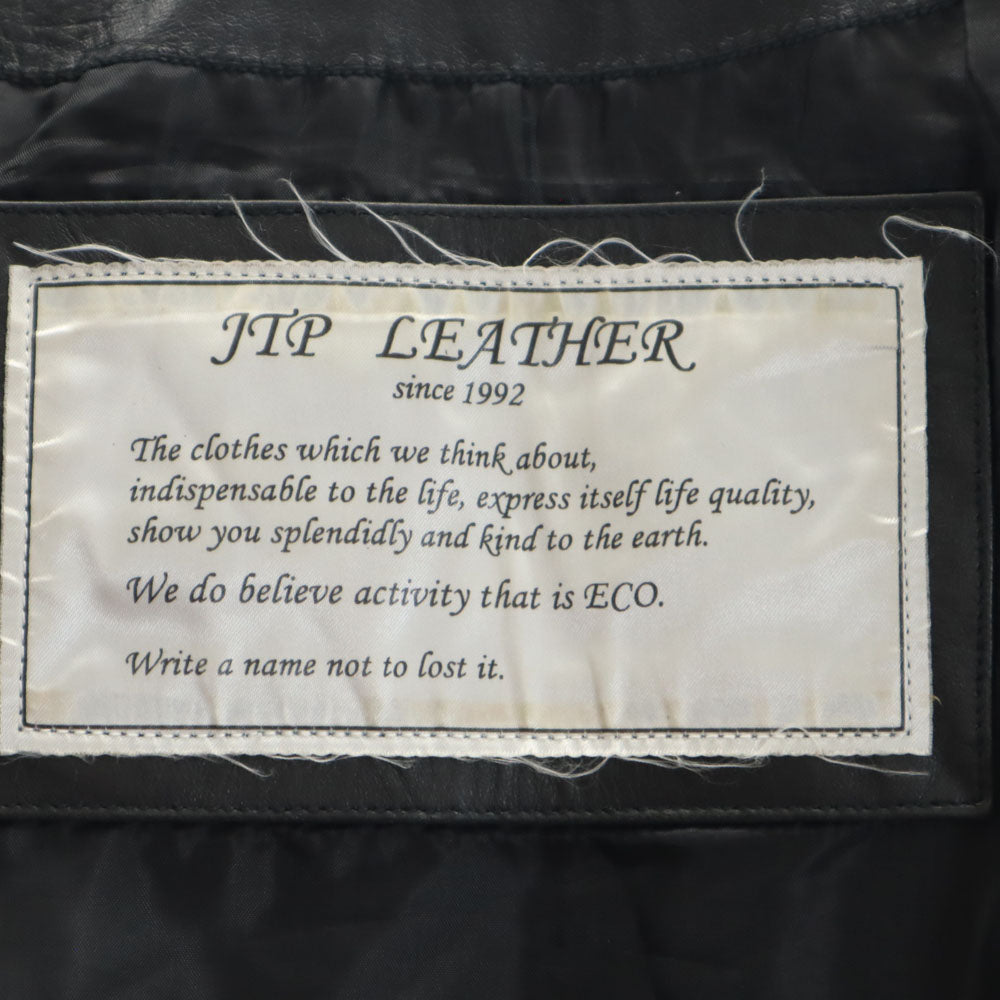 JTP LEATHER
since 1992
The clothes which we think about,
indispensable to the life, express itself life quality,
show you splendidly and kind to the earth.
We do believe activity that is ECO.
Write a name not to lost it.